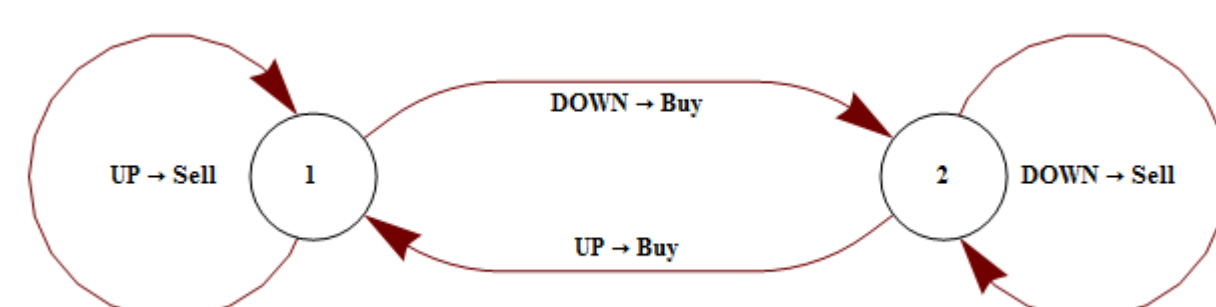 DOWN → Buy
UP → Sell
1
2
DOWN → Sell
UP → Buy